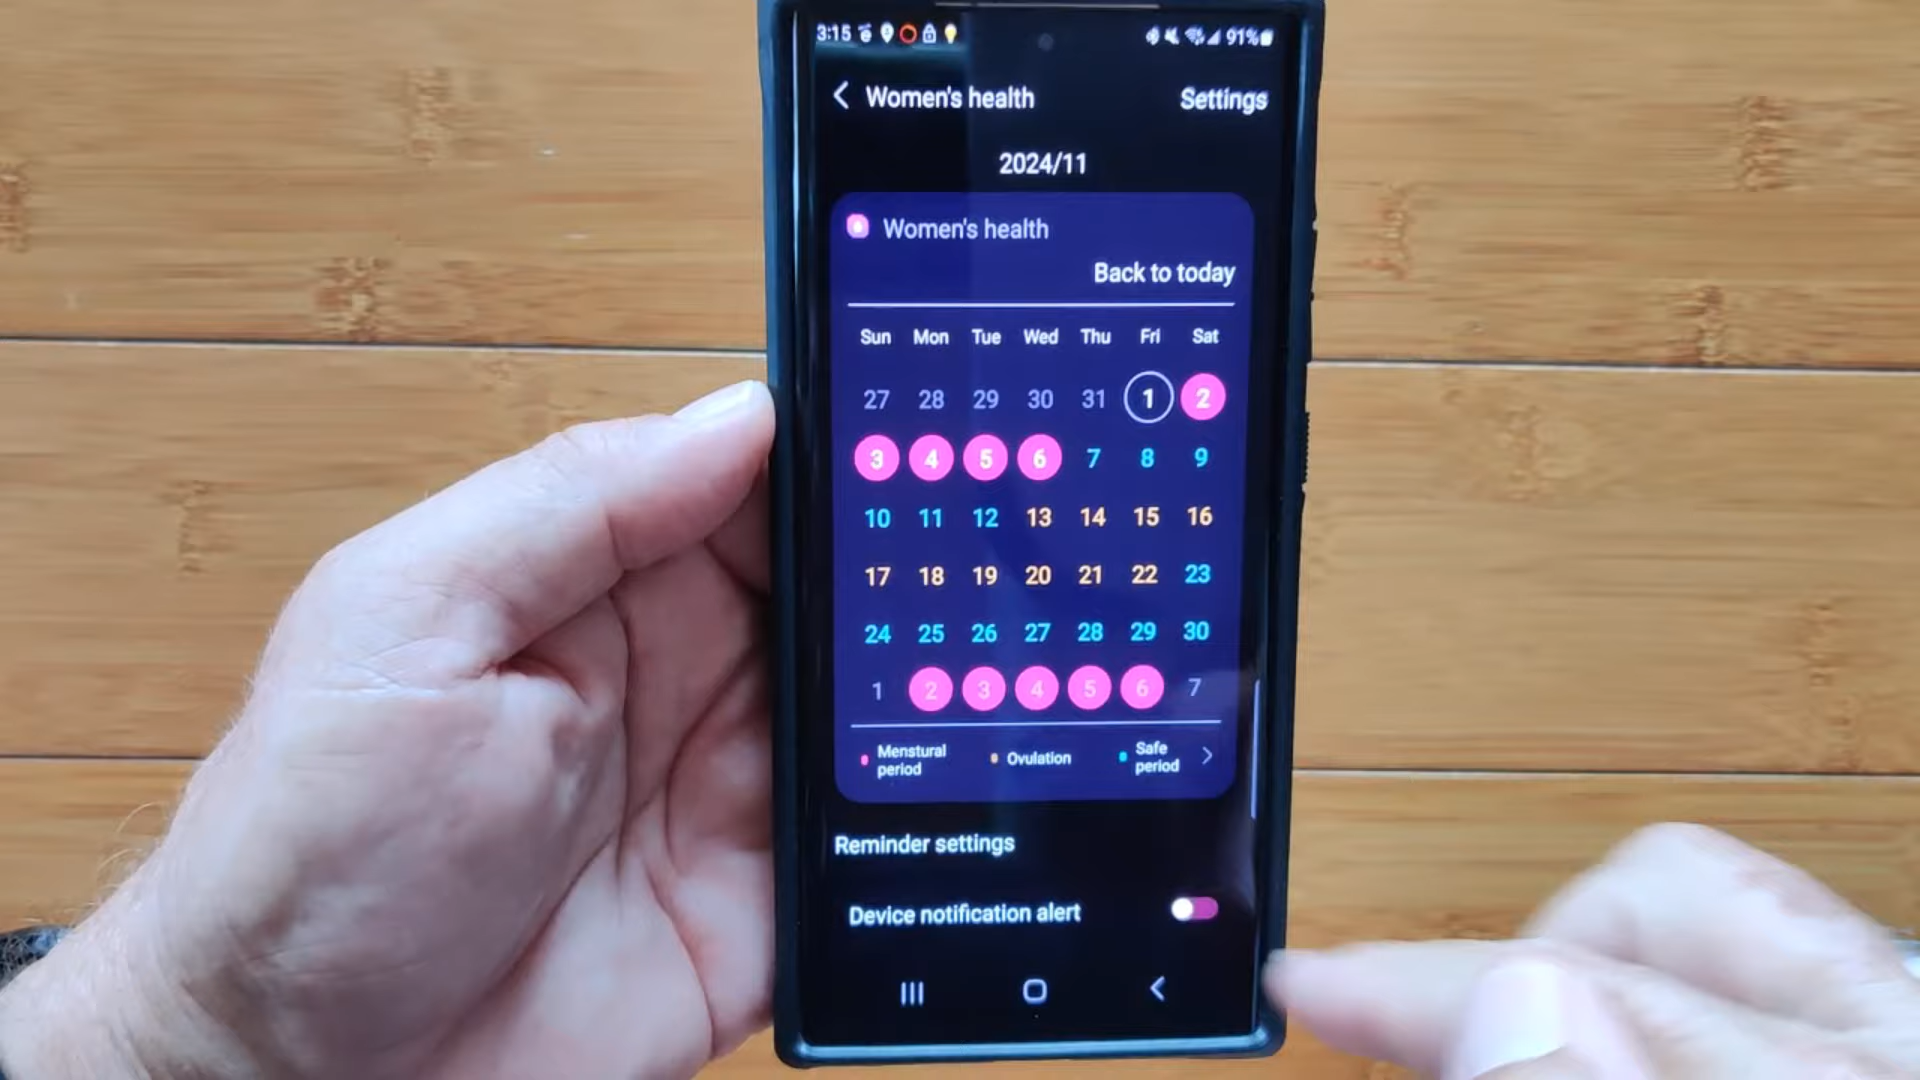 3:15 91%
Women's health Settings
2024/11
Women's health
Back to today
Sun Mon Tue Wed Thu Fri Sat
27 28 29 30 31 1 2
3 4 5 6 7 8 9
10 11 12 13 14 15 16
17 18 19 20 21 22 23
24 25 26 27 28 29 30
1 2 3 4 5 6 7
Menstural period Ovulation Safe period
Reminder settings
Device notification alert